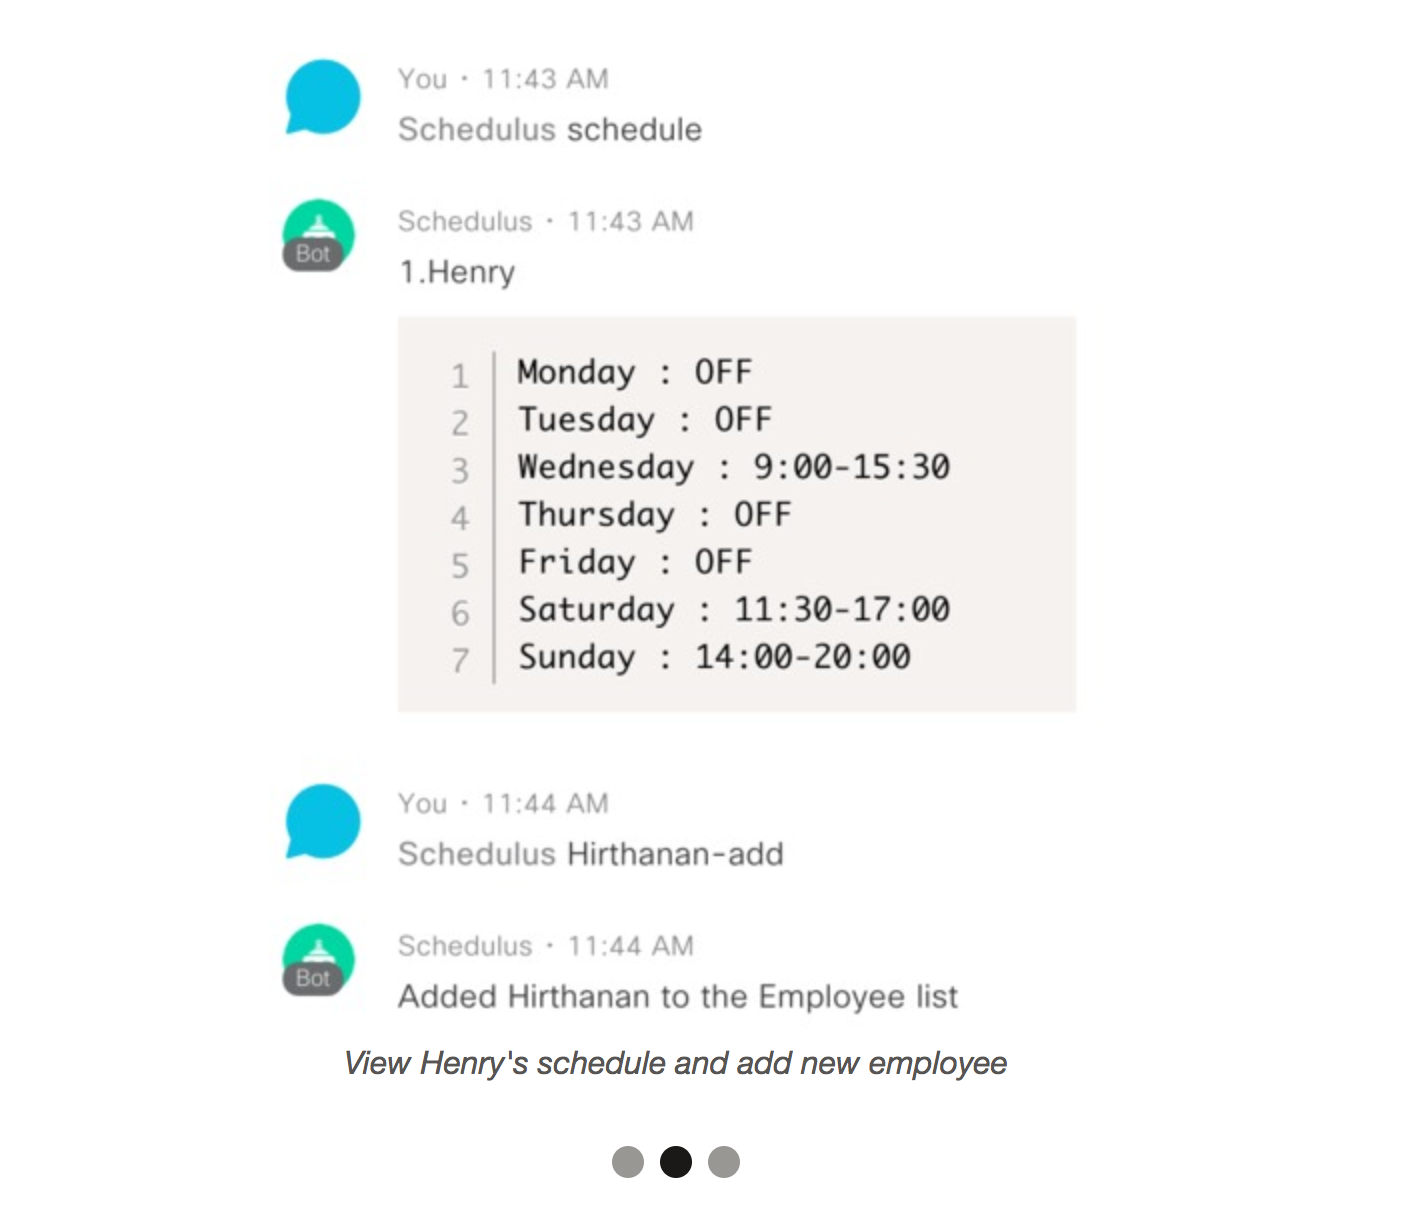 You · 11:43 AM
Schedulus schedule
Schedulus · 11:43 AM
Bot
1.Henry
1 Monday : OFF
2 Tuesday : OFF
3 Wednesday : 9:00-15:30
4 Thursday : OFF
5 Friday : OFF
6 Saturday : 11:30-17:00
7 Sunday : 14:00-20:00
You · 11:44 AM
Schedulus Hirthanan-add
Schedulus · 11:44 AM
Bot
Added Hirthanan to the Employee list
View Henry's schedule and add new employee